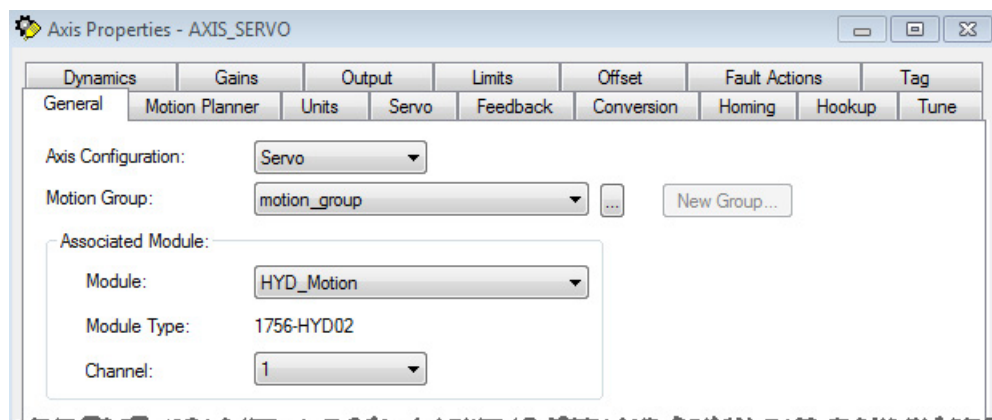 Axis Properties - AXIS_SERVO
Dynamics Gains Output Limits Offset Fault Actions Tag
General Motion Planner Units Servo Feedback Conversion Homing Hookup Tune
Axis Configuration: Servo
Motion Group: motion_group ... New Group...
Associated Module:
Module: HYD_Motion
Module Type: 1756-HYD02
Channel: 1